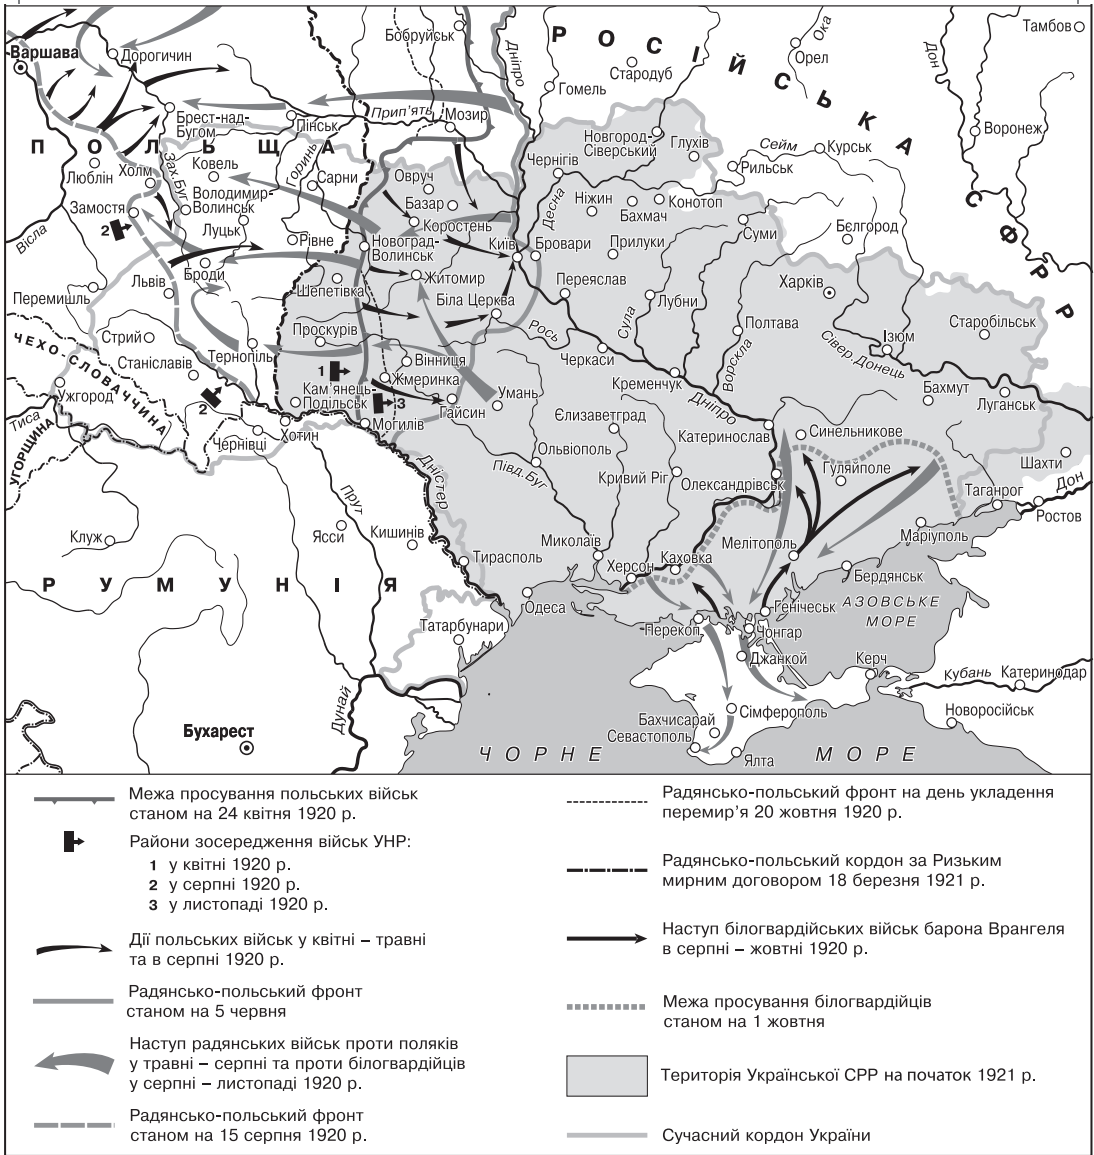 Варшава
Дорогичин
Бобруйськ
Дніпро
РОСІЙСЬКА СФРР
Ока
Орел
Дон
Тамбов
Стародуб
Гомель
Брест-над-
Бугом
Пінськ
Прип'ять
Мозир
Воронеж
ПОЛЬЩА
Новгород-
Сіверський
Глухів
Сейм
Курськ
Рильськ
Люблін
Холм
Зах.Буг
Ковель
Горинь
Сарни
Овруч
Чернігів
Десна
Замостя
Володимир-
Волинськ
Базар
Ніжин
Бахмач
Конотоп
2
Луцьк
Коростень
Вісла
Рівне
Новоград-
Волинськ
Київ
Бровари
Прилуки
Суми
Бєлгород
Броди
Житомир
Переяслав
Харків
Перемишль
Львів
Шепетівка
Біла Церква
Лубни
Сула
Полтава
Старобільськ
Стрий
Проскурів
Рось
Ворскла
Ізюм
ЧЕХО-СЛОВАЧЧИНА
Станіславів
Тернопіль
Вінниця
Черкаси
Сівер.Донець
1
Жмеринка
Кременчук
Бахмут
Ужгород
2
Кам'янець-
Подільськ
3
Гайсин
Умань
Дніпро
Луганськ
Тиса
УГОРЩИНА
Чернівці
Хотин
Могилів
Єлизаветград
Катеринослав
Синельникове
Ольвіополь
Дністер
Півд.Буг
Кривий Ріг
Олександрівськ
Гуляйполе
Шахти
Прут
Таганрог
Дон
Ростов
Клуж
Ясси
Кишинів
Миколаїв
Мелітополь
Маріуполь
Тирасполь
Херсон
Каховка
Бердянськ
РУМУНІЯ
Одеса
Генічеськ
АЗОВСЬКЕ
МОРЕ
Татарбунари
Перекоп
Чонгар
Джанкой
Керч
Кубань
Катеринодар
Дунай
Бухарест
Бахчисарай
Сімферополь
Новоросійськ
Севастополь
Ялта
ЧОРНЕ МОРЕ
Межа просування польських військ
станом на 24 квітня 1920 р.
Райони зосередження військ УНР:
1 у квітні 1920 р.
2 у серпні 1920 р.
3 у листопаді 1920 р.
Дії польських військ у квітні – травні
та в серпні 1920 р.
Радянсько-польський фронт
станом на 5 червня
Наступ радянських військ проти поляків
у травні – серпні та проти білогвардійців
у серпні – листопаді 1920 р.
Радянсько-польський фронт
станом на 15 серпня 1920 р.
Радянсько-польський фронт на день укладення
перемир'я 20 жовтня 1920 р.
Радянсько-польський кордон за Ризьким
мирним договором 18 березня 1921 р.
Наступ білогвардійських військ барона Врангеля
в серпні – жовтні 1920 р.
Межа просування білогвардійців
станом на 1 жовтня
Територія Української СРР на початок 1921 р.
Сучасний кордон України